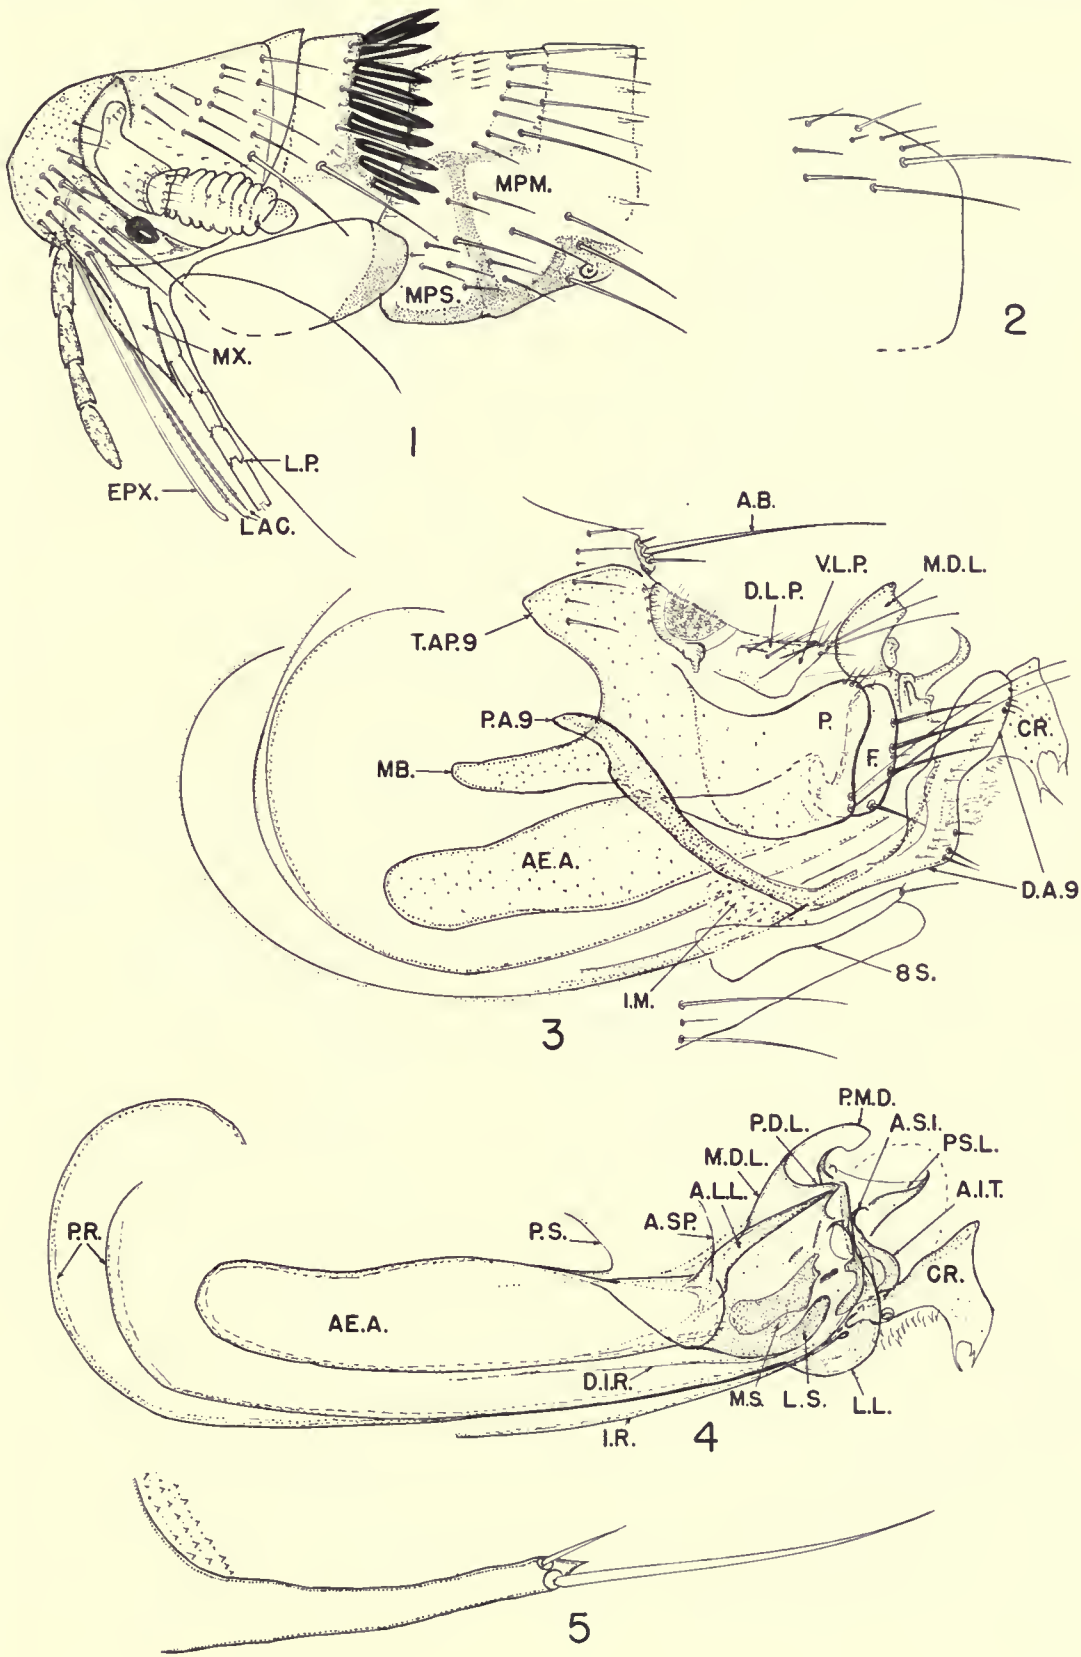 MPM.
MPS.
MX.
L.P.
EPX.
LAC.
1
2
A.B.
V.L.P.
M.D.L.
D.L.P.
T.AP.9
P.A.9
P.
CR.
MB.
F.
AE.A.
D.A.9
8 S.
I.M.
3
P.M.D.
P.D.L.
A.S.I.
PS.L.
M.D.L.
A.I.T.
A.L.L.
P.R.
P.S.
A.SP.
CR.
AE.A.
D.I.R.
M.S.
L.S.
L.L.
I.R.
4
5